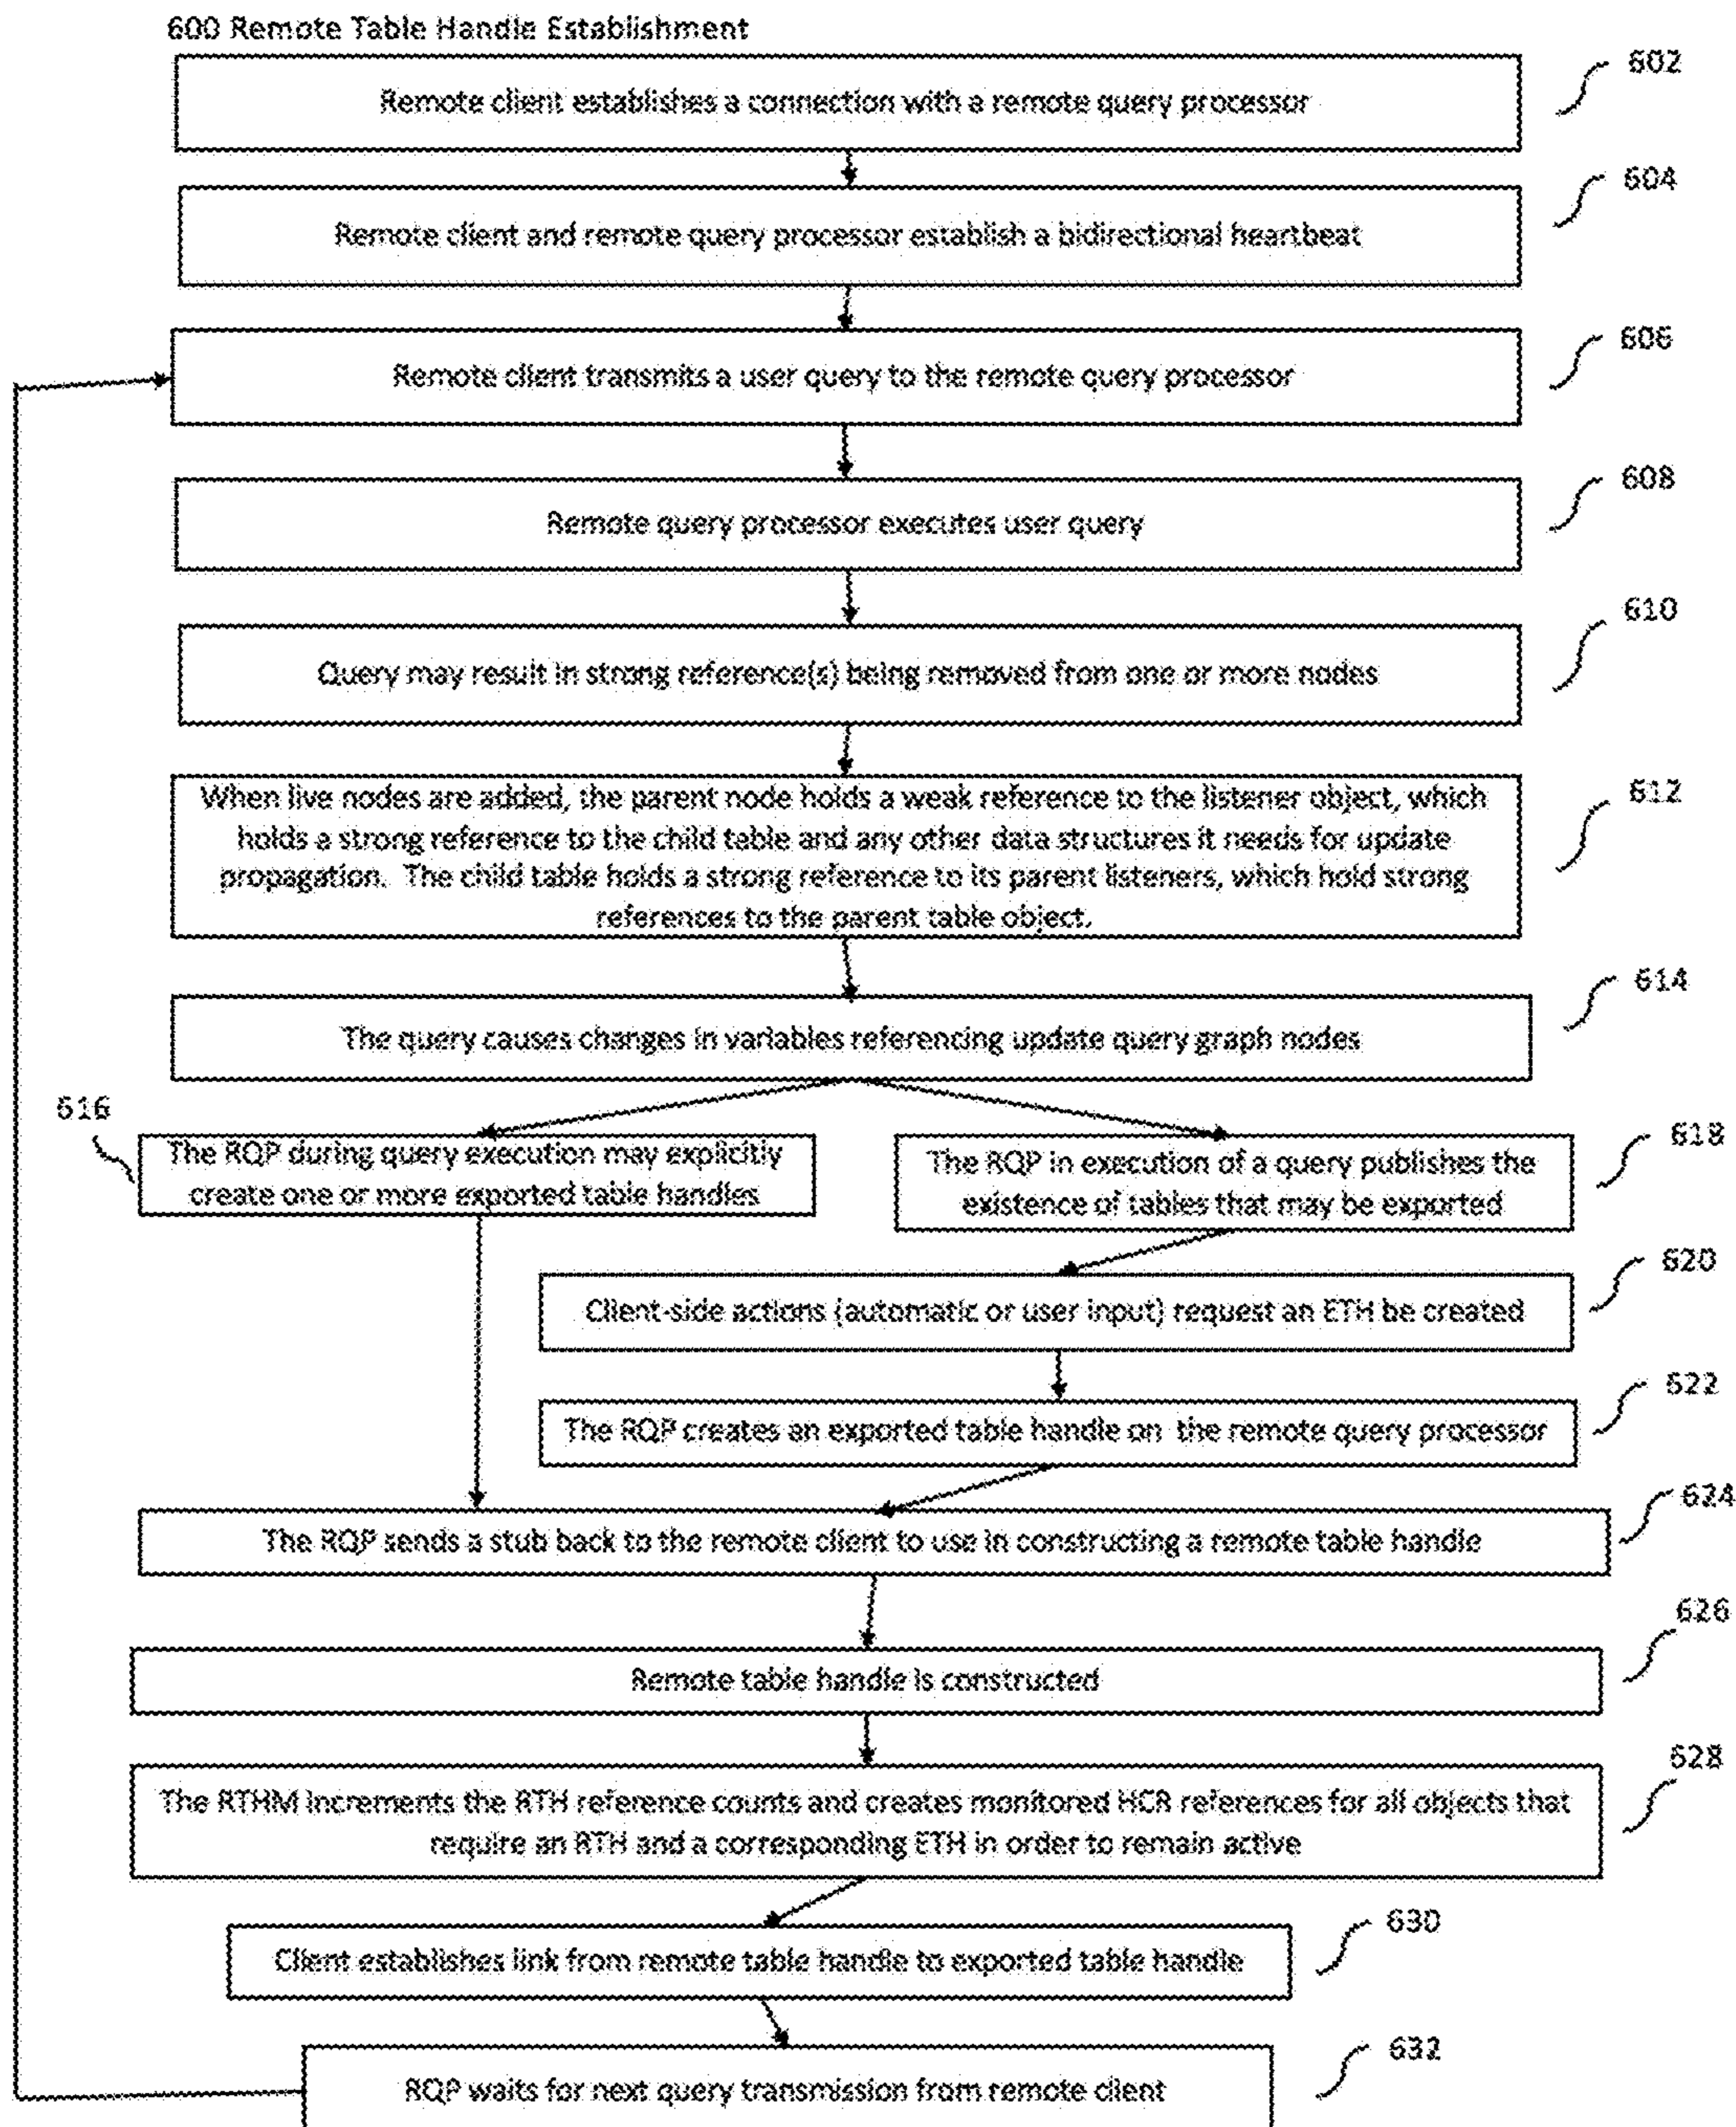 600 Remote Table Handle Establishment
602
Remote client establishes a connection with a remote query processor
604
Remote client and remote query processor establish a bidirectional heartbeat
606
Remote client transmits a user query to the remote query processor
608
Remote query processor executes user query
610
Query may result in strong reference(s) being removed from one or more nodes
612
When live nodes are added, the parent node holds a weak reference to the listener object, which
holds a strong reference to the child table and any other data structures it needs for update
propagation. The child table holds a strong reference to its parent listeners, which hold strong
references to the parent table object.
614
The query causes changes in variables referencing update query graph nodes
616
The RQP during query execution may explicitly
create one or more exported table handles
618
The RQP in execution of a query publishes the
existence of tables that may be exported
620
Client-side actions (automatic or user input) request an ETH be created
622
The RQP creates an exported table handle on the remote query processor
624
The RQP sends a stub back to the remote client to use in constructing a remote table handle
626
Remote table handle is constructed
628
The RTHM increments the RTH reference counts and creates monitored HCR references for all objects that
require an RTH and a corresponding ETH in order to remain active
630
Client establishes link from remote table handle to exported table handle
632
RQP waits for next query transmission from remote client